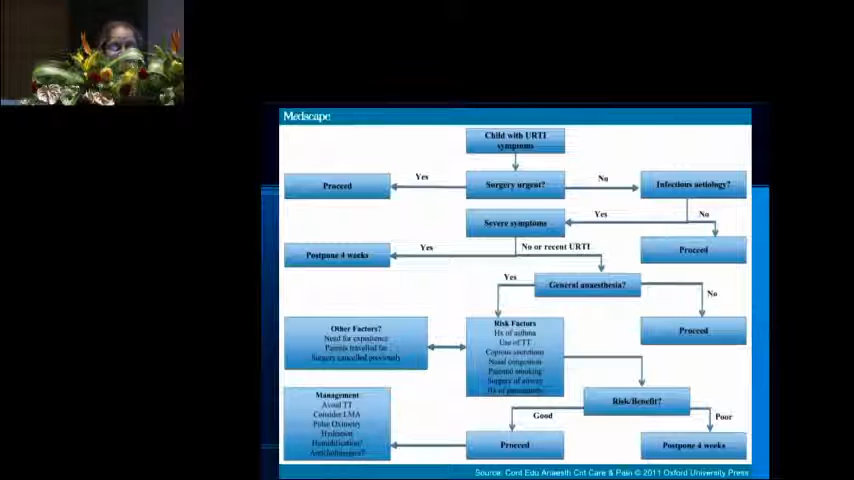 Medscape
Child with URTI
symptoms
Yes
No
Proceed
Surgery urgent?
Infectious aetiology?
Yes
No
Severe symptoms
Proceed
Yes
No or recent URTI
Postpone 4 weeks
Yes
General anaesthesia?
No
Risk Factors
Hx of asthma
Use of TT
Copious secretions
Nasal congestion
Parental smoking
Surgery of airway
Hx of prematurity
Other Factors?
Need for experience
Parents travelled far
Surgery cancelled previously
Proceed
Management
Avoid TT
Consider LMA
Pulse Oximetry
Hydration
Humidification?
Anticholinergics?
Risk/Benefit?
Good
Poor
Proceed
Postpone 4 weeks
Source: Cont Edu Anaesth Crit Care & Pain © 2011 Oxford University Press